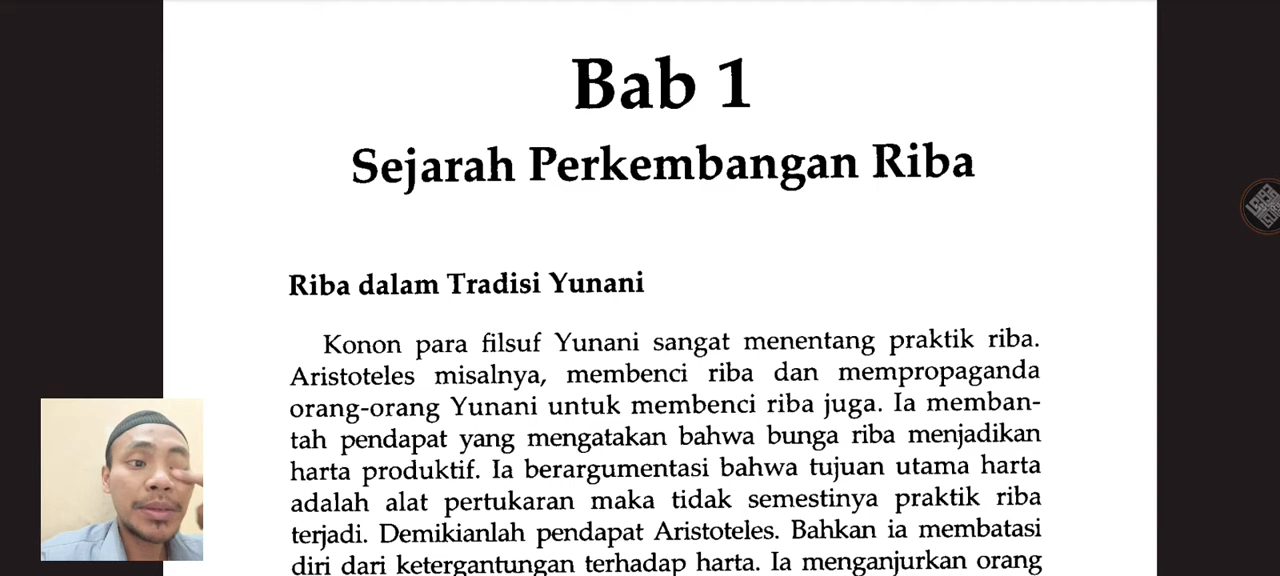 Bab 1
Sejarah Perkembangan Riba
Riba dalam Tradisi Yunani
Konon para filsuf Yunani sangat menentang praktik riba.
Aristoteles misalnya, membenci riba dan mempropaganda
orang-orang Yunani untuk membenci riba juga. Ia memban-
tah pendapat yang mengatakan bahwa bunga riba menjadikan
harta produktif. Ia berargumentasi bahwa tujuan utama harta
adalah alat pertukaran maka tidak semestinya praktik riba
terjadi. Demikianlah pendapat Aristoteles. Bahkan ia membatasi
diri dari ketergantungan terhadap harta. Ia menganjurkan orang